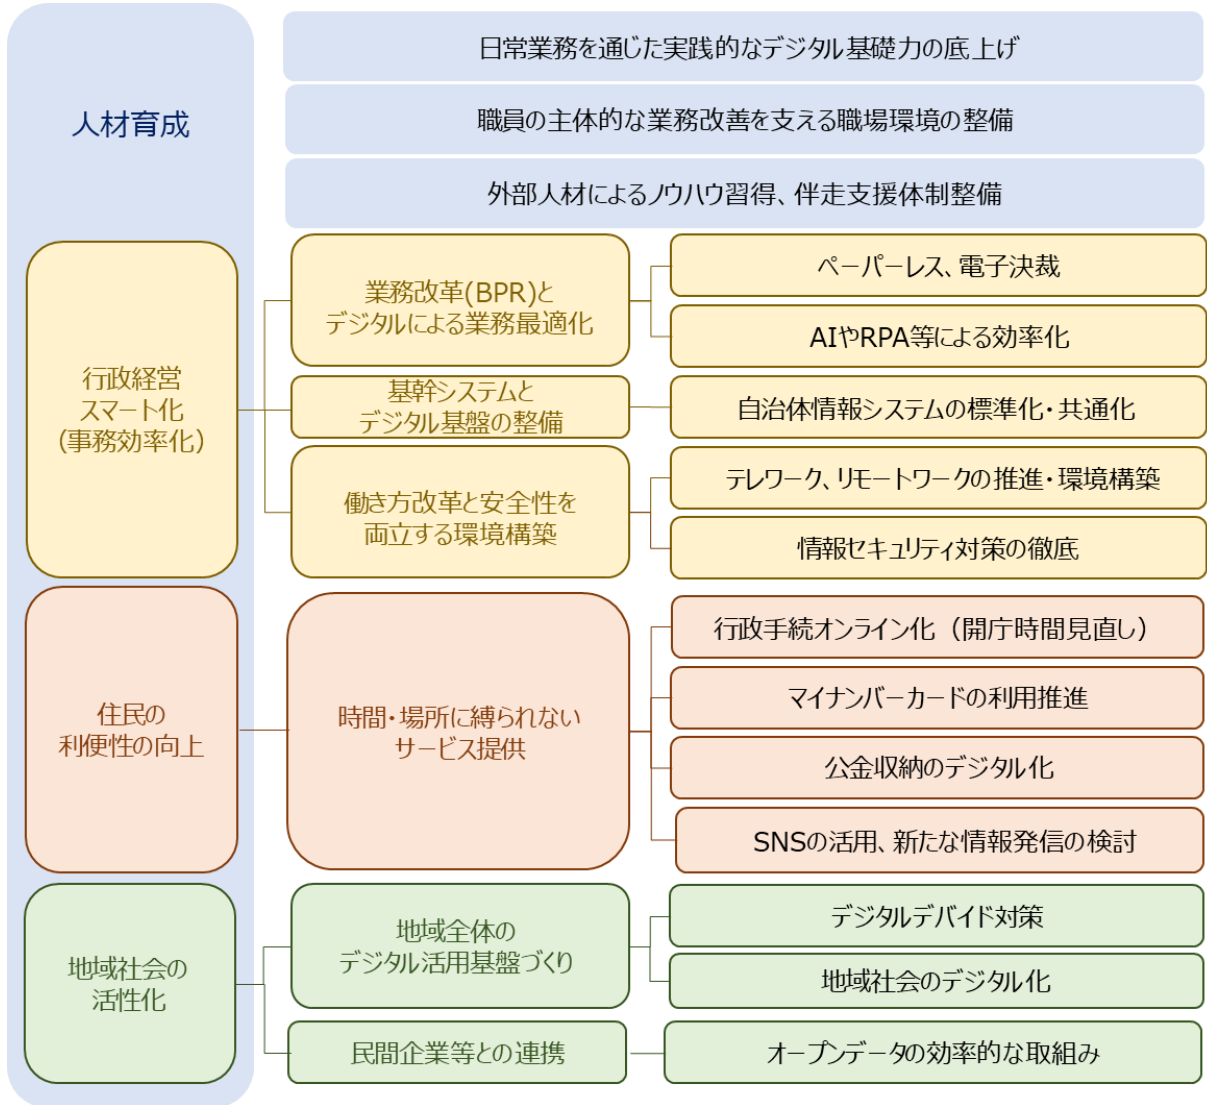 人材育成
日常業務を通じた実践的なデジタル基礎力の底上げ
職員の主体的な業務改善を支える職場環境の整備
外部人材によるノウハウ習得、伴走支援体制整備
行政経営
スマート化
(事務効率化)
業務改革(BPR)と
デジタルによる業務最適化
ペーパーレス、電子決裁
AIやRPA等による効率化
基幹システムと
デジタル基盤の整備
自治体情報システムの標準化・共通化
働き方改革と安全性を
両立する環境構築
テレワーク、リモートワークの推進・環境構築
情報セキュリティ対策の徹底
住民の
利便性の向上
時間・場所に縛られない
サービス提供
行政手続オンライン化（開庁時間見直し）
マイナンバーカードの利用推進
公金収納のデジタル化
SNSの活用、新たな情報発信の検討
地域社会の
活性化
地域全体の
デジタル活用基盤づくり
デジタルデバイド対策
地域社会のデジタル化
民間企業等との連携
オープンデータの効率的な取組み